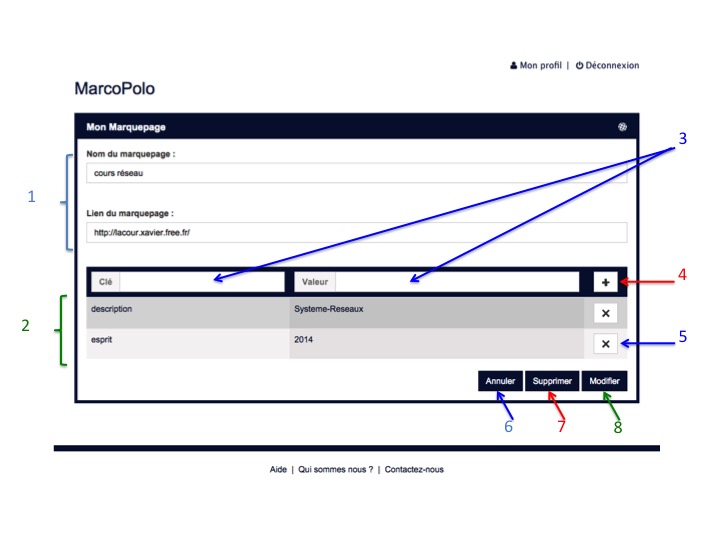 Mon profil | Déconnexion
MarcoPolo
Mon Marquepage
3
Nom du marquepage :
cours réseau
1
Lien du marquepage :
http://lacour.xavier.free.fr/
Clé Valeur + 4
description Systeme-Reseaux ×
2
esprit 2014 × 5
Annuler Supprimer Modifier
6 7 8
Aide | Qui sommes nous ? | Contactez-nous